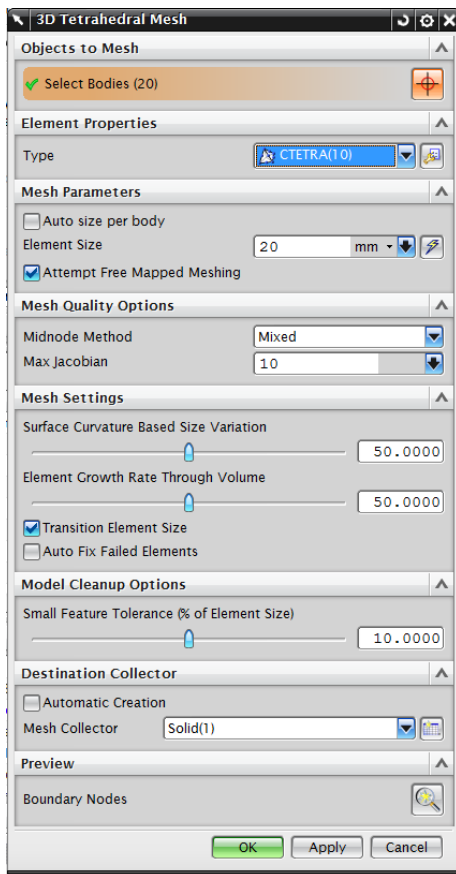 3D Tetrahedral Mesh
Objects to Mesh
Select Bodies (20)
Element Properties
Type CTETRA(10)
Mesh Parameters
Auto size per body
Element Size 20 mm
Attempt Free Mapped Meshing
Mesh Quality Options
Midnode Method Mixed
Max Jacobian 10
Mesh Settings
Surface Curvature Based Size Variation
50.0000
Element Growth Rate Through Volume
50.0000
Transition Element Size
Auto Fix Failed Elements
Model Cleanup Options
Small Feature Tolerance (% of Element Size)
10.0000
Destination Collector
Automatic Creation
Mesh Collector Solid(1)
Preview
Boundary Nodes
OK Apply Cancel